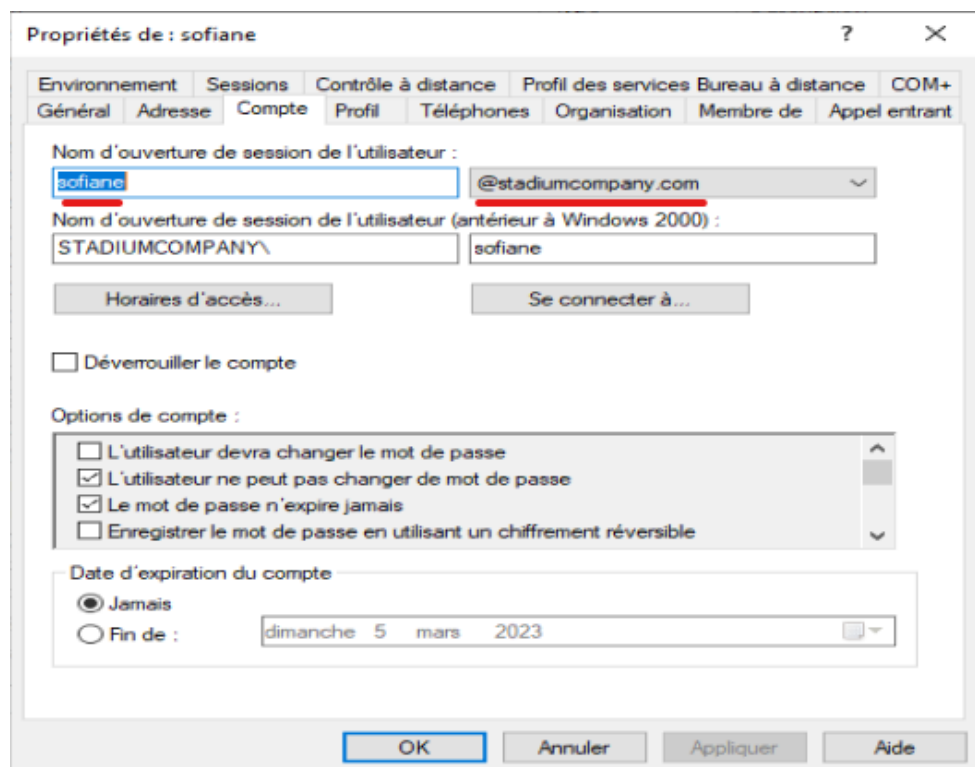 Propriétés de : sofiane ? ×
Environnement Sessions Contrôle à distance Profil des services Bureau à distance COM+
Général Adresse Compte Profil Téléphones Organisation Membre de Appel entrant
Nom d'ouverture de session de l'utilisateur :
sofiane @stadiumcompany.com
Nom d'ouverture de session de l'utilisateur (antérieur à Windows 2000) :
STADIUMCOMPANY\ sofiane
Horaires d'accès... Se connecter à...
Déverrouiller le compte
Options de compte :
L'utilisateur devra changer le mot de passe
L'utilisateur ne peut pas changer de mot de passe
Le mot de passe n'expire jamais
Enregistrer le mot de passe en utilisant un chiffrement réversible
Date d'expiration du compte
Jamais
Fin de : dimanche 5 mars 2023
OK Annuler Appliquer Aide